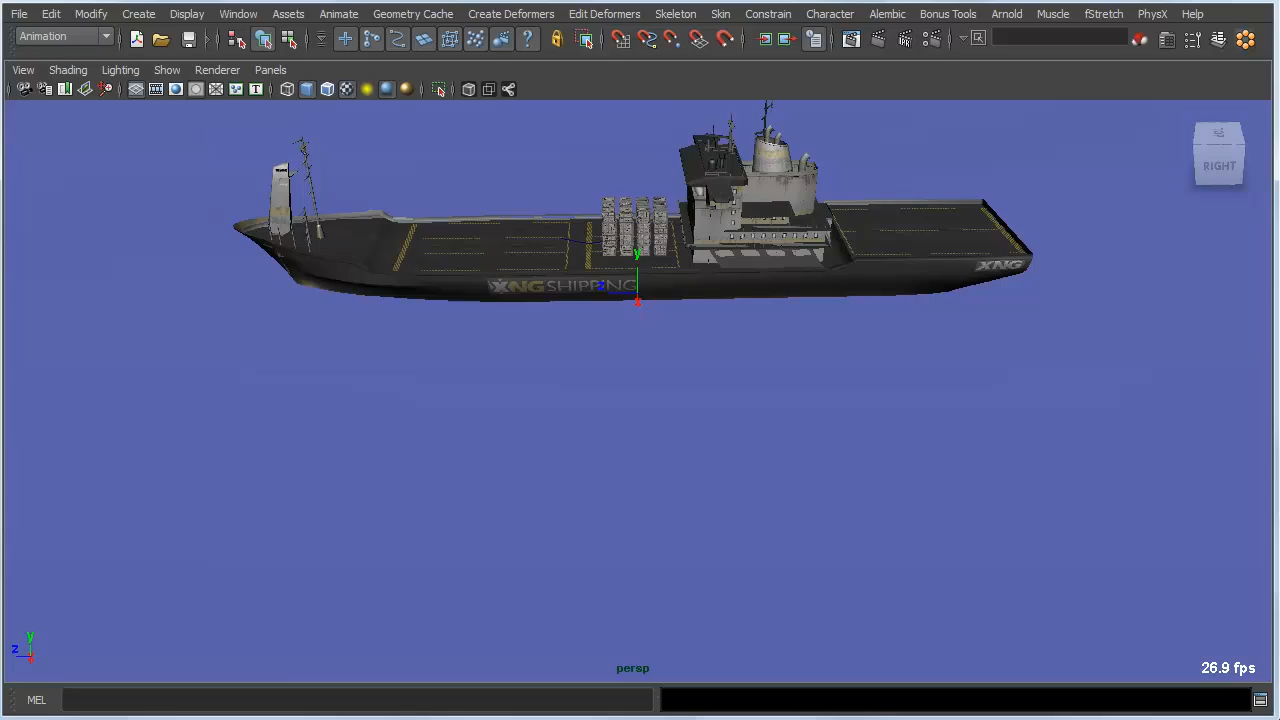 File Edit Modify Create Display Window Assets Animate Geometry Cache Create Deformers Edit Deformers Skeleton Skin Constrain Character Alembic Bonus Tools Arnold Muscle fStretch PhysX Help
Animation
View Shading Lighting Show Renderer Panels
RIGHT
XNG
XNGSHIPPING
y
z
x
y
z
x
persp
26.9 fps
MEL